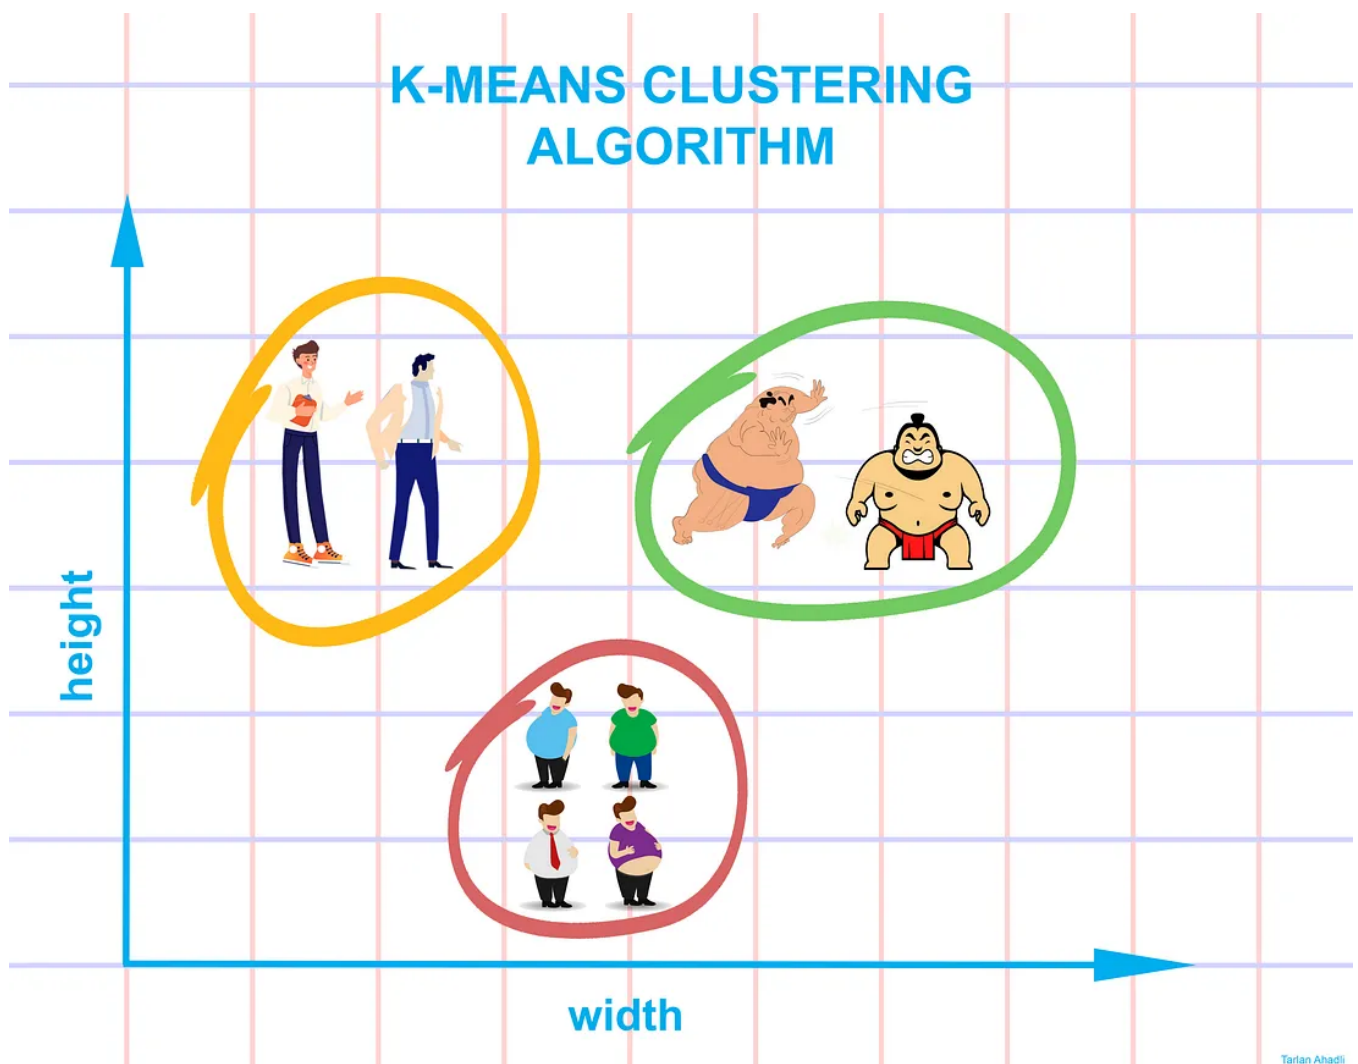 K-MEANS CLUSTERING
ALGORITHM
height
width
Tarlan Ahadli